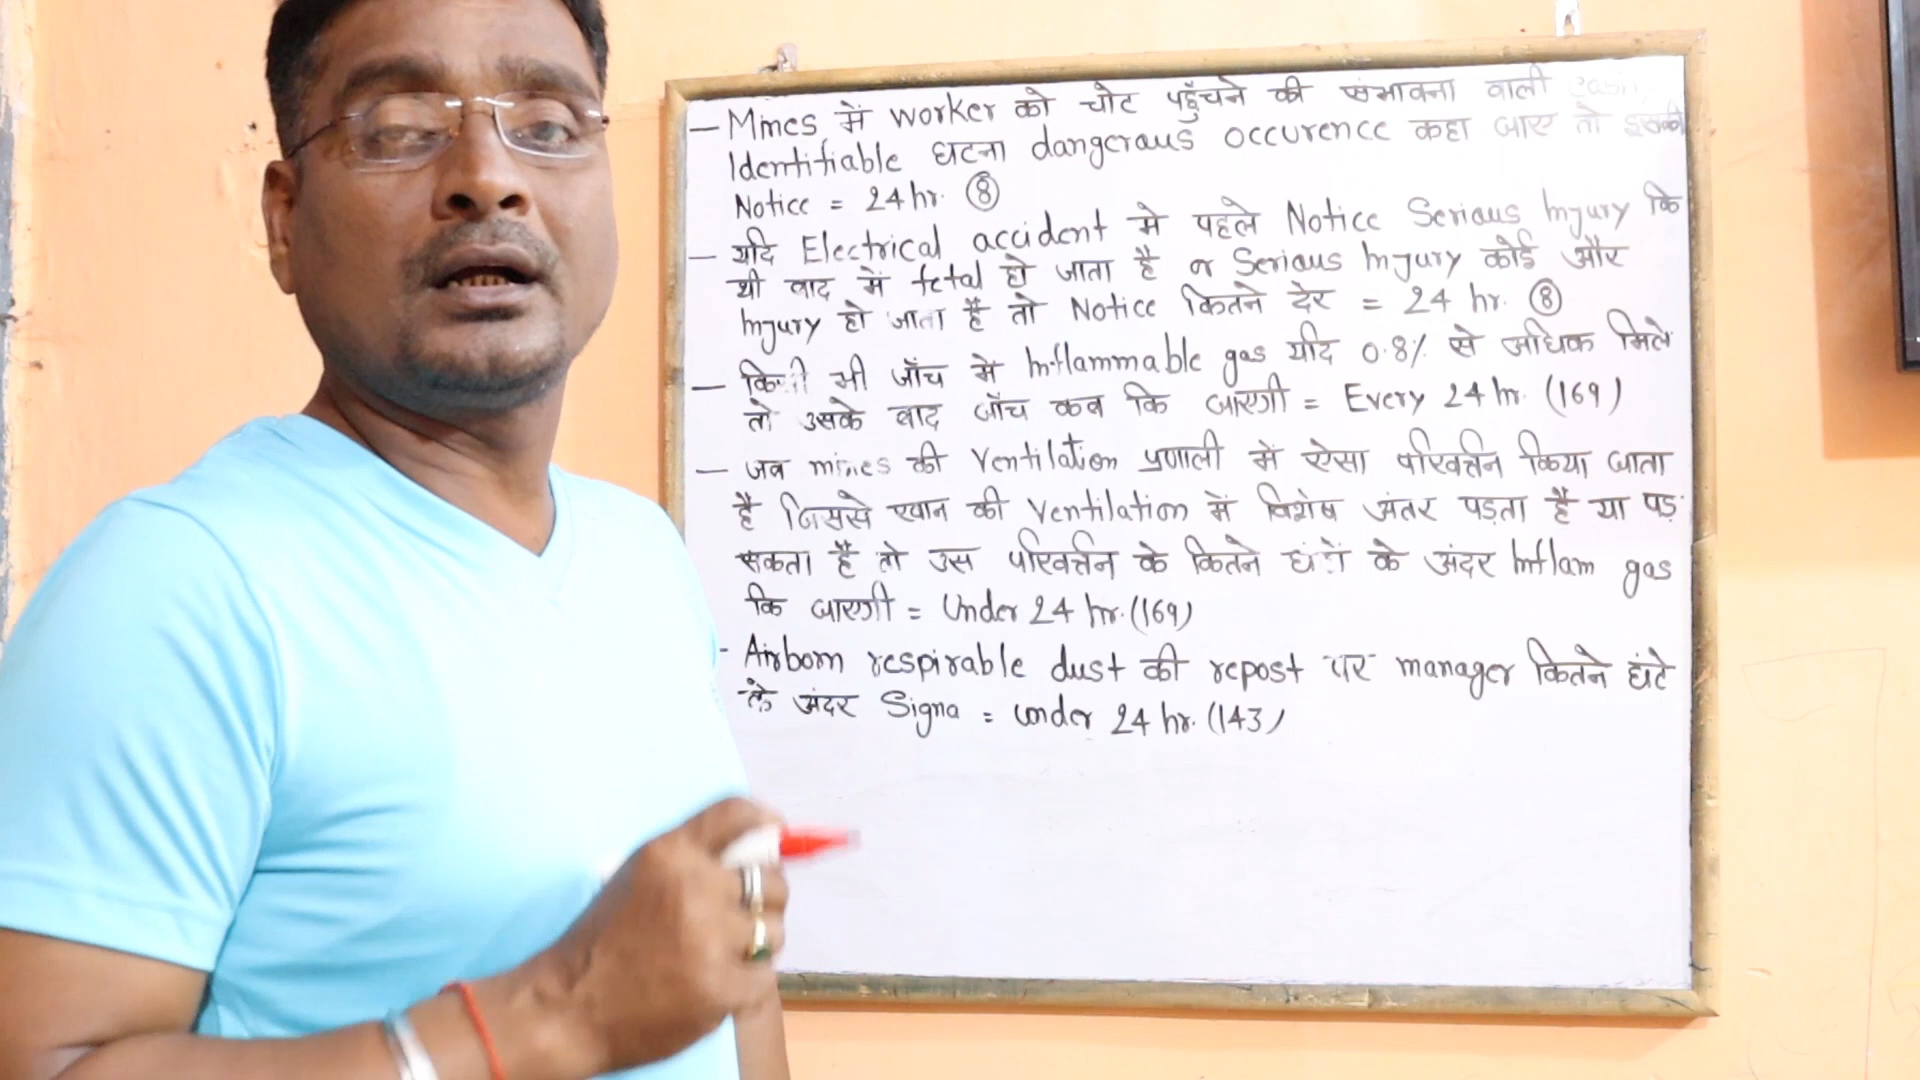 – Mines में worker को चोट पहुँचने की संभावना वाली
Identifiable घटना dangeraus occurence कहा जाए तो इसकी
Notice = 24 hr. ⑧
– यदि Electrical accident मे पहले Notice Serious Injury कि
थी बाद में fetal हो जाता है or Serious Injury कोई और
Injury हो जाता है तो Notice कितने देर = 24 hr. ⑧
– किसी भी जाँच में Inflammable gas यदि 0.8% से अधिक मिले
तो उसके बाद जाँच कब कि जाएगी = Every 24 hr. (169)
– जब mines की Ventilation प्रणाली में ऐसा परिवर्त्तन किया जाता
है जिससे खान की Ventilation में विशेष अंतर पड़ता है या पड़
सकता है तो उस परिवर्त्तन के कितने घंटों के अंदर Inflam gas
कि जाएगी = Under 24 hr. (169)
- Airborn respirable dust की repost पर manager कितने घंटे
के अंदर Signa = under 24 hr. (143)